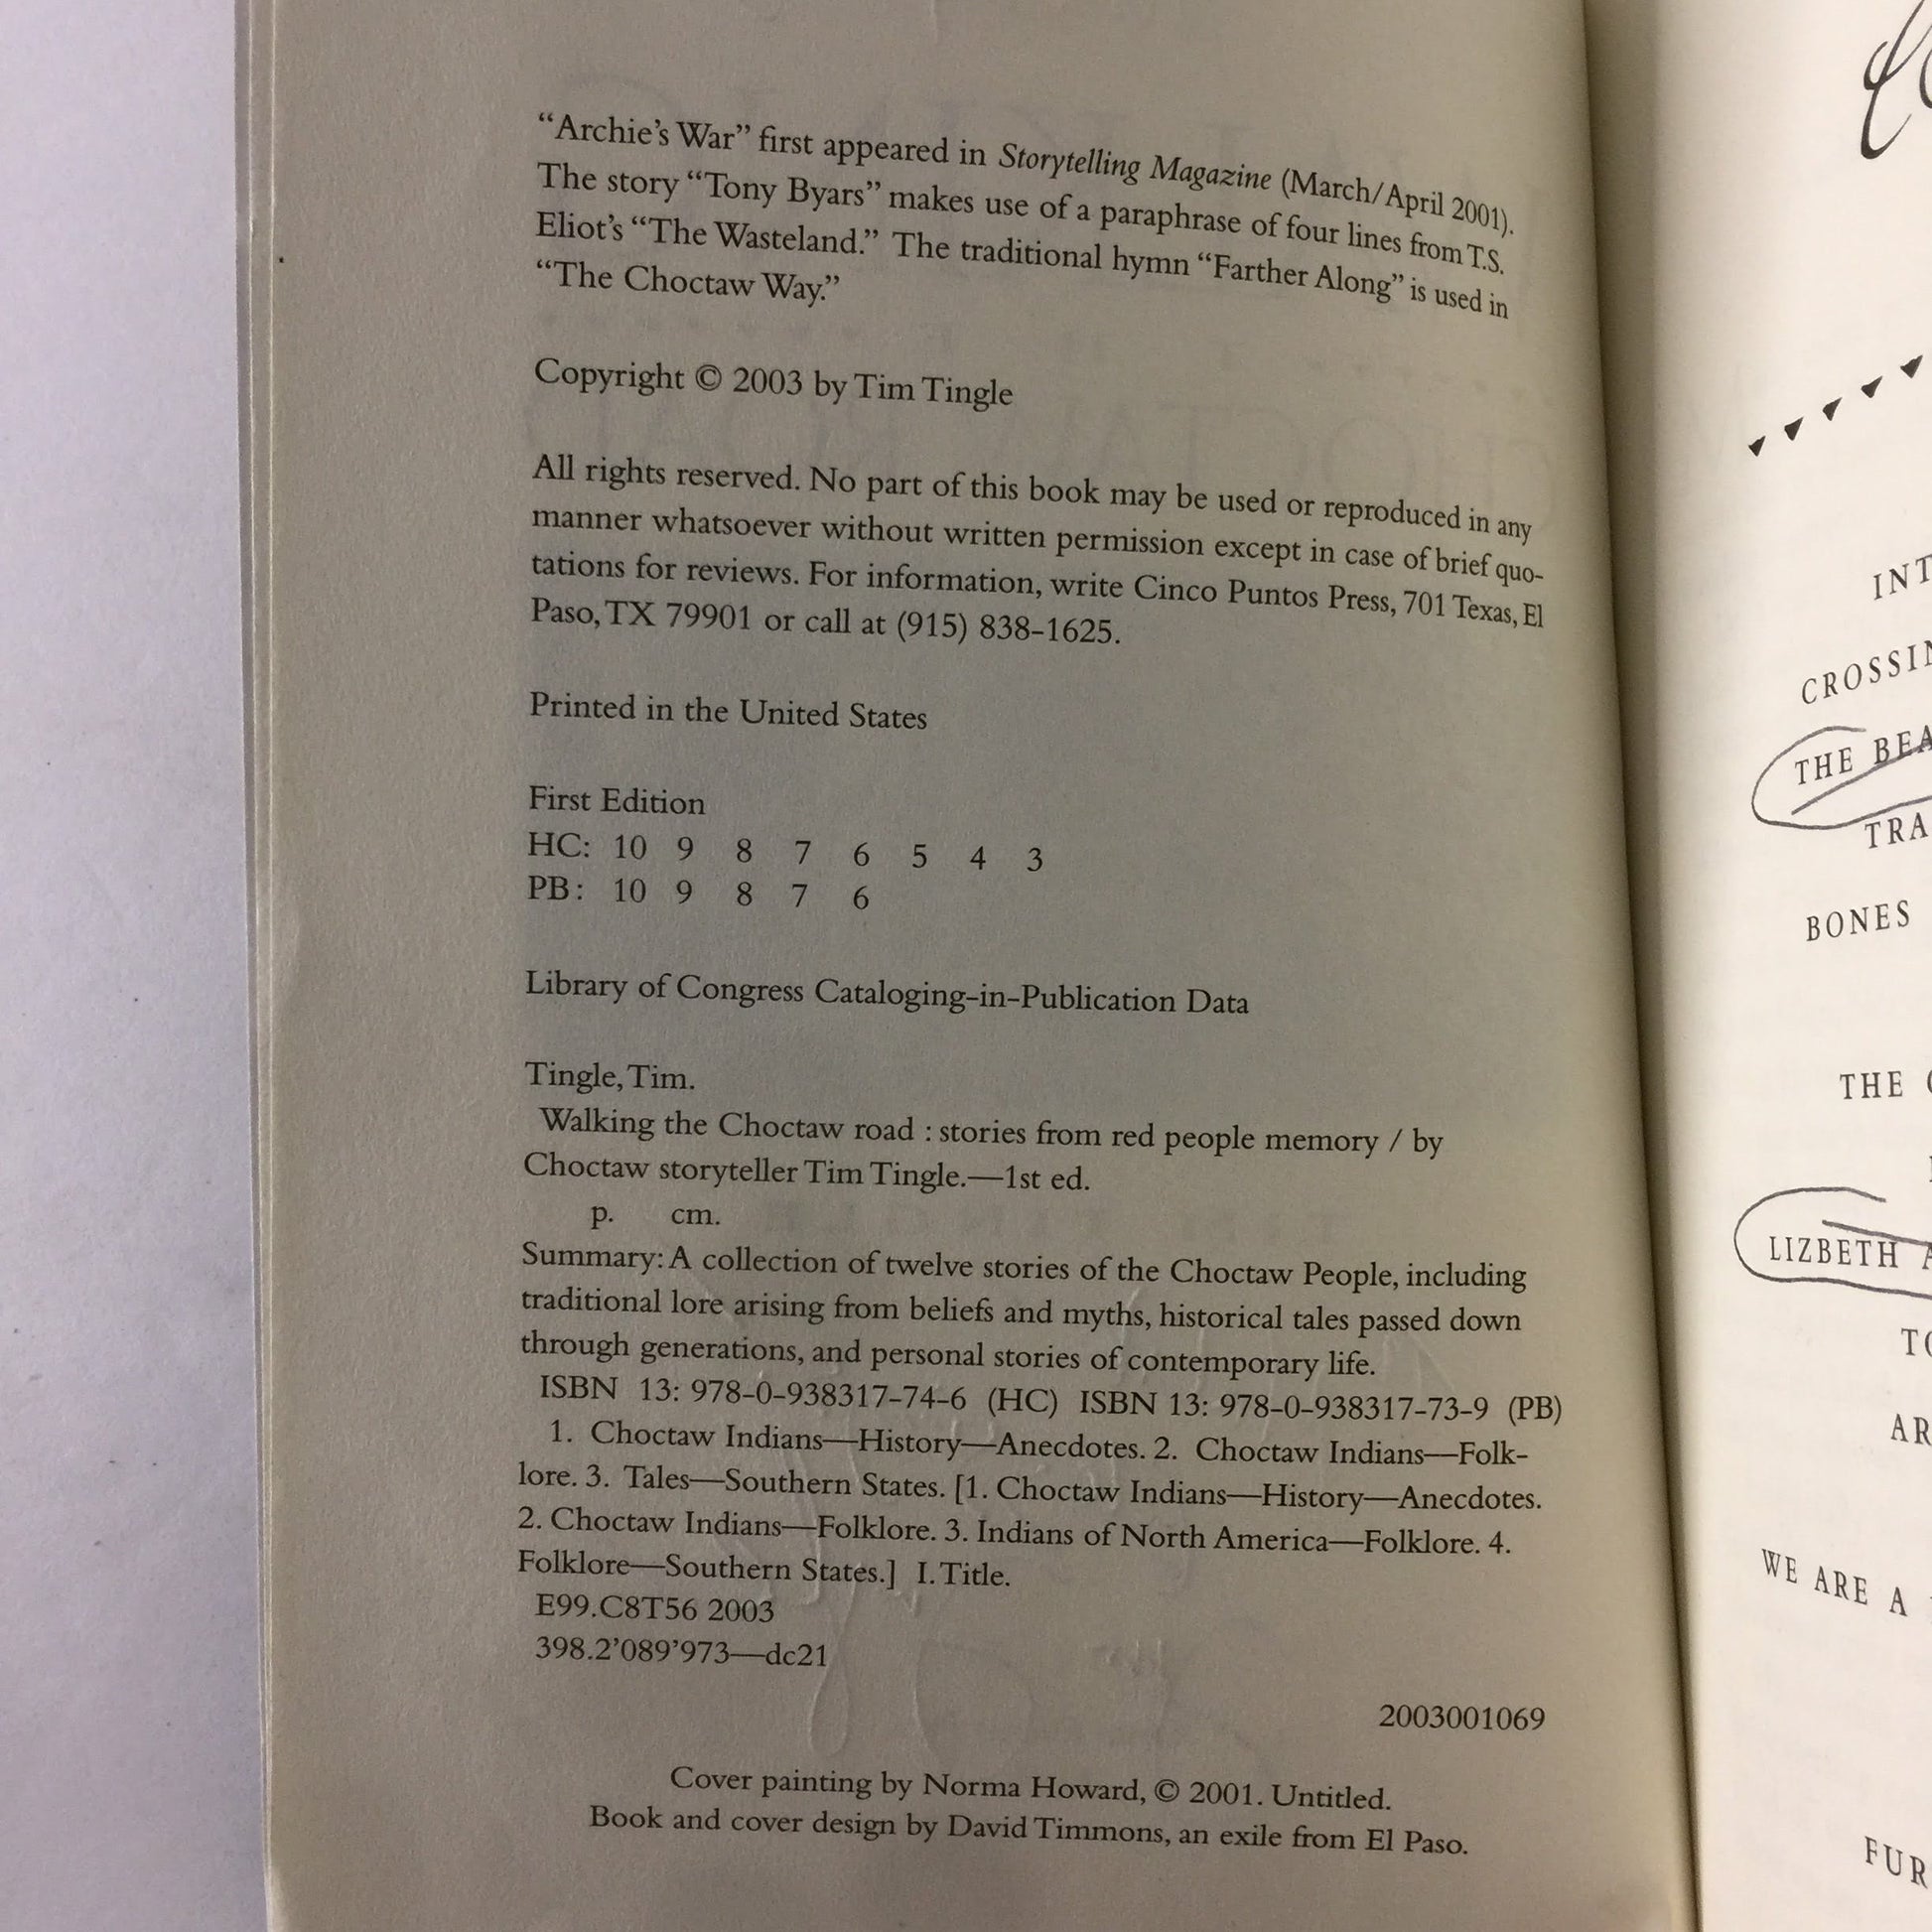 “Archie’s War” first appeared in Storytelling Magazine (March/April 2001).
The story “Tony Byars” makes use of a paraphrase of four lines from T.S.
Eliot’s “The Wasteland.” The traditional hymn “Farther Along” is used in
“The Choctaw Way.”
Copyright © 2003 by Tim Tingle
All rights reserved. No part of this book may be used or reproduced in any
manner whatsoever without written permission except in case of brief quo-
tations for reviews. For information, write Cinco Puntos Press, 701 Texas, El
Paso, TX 79901 or call at (915) 838-1625.
Printed in the United States
First Edition
HC: 10 9 8 7 6 5 4 3
PB: 10 9 8 7 6
Library of Congress Cataloging-in-Publication Data
Tingle, Tim.
Walking the Choctaw road : stories from red people memory / by
Choctaw storyteller Tim Tingle.—1st ed.
p. cm.
Summary: A collection of twelve stories of the Choctaw People, including
traditional lore arising from beliefs and myths, historical tales passed down
through generations, and personal stories of contemporary life.
ISBN 13: 978-0-938317-74-6 (HC) ISBN 13: 978-0-938317-73-9 (PB)
1. Choctaw Indians—History—Anecdotes. 2. Choctaw Indians—Folk-
lore. 3. Tales—Southern States. [1. Choctaw Indians—History—Anecdotes.
2. Choctaw Indians—Folklore. 3. Indians of North America—Folklore. 4.
Folklore—Southern States.] I. Title.
E99.C8T56 2003
398.2’089’973—dc21
2003001069
Cover painting by Norma Howard, © 2001. Untitled.
Book and cover design by David Timmons, an exile from El Paso.
INT
CROSSIN
THE BEA
TRA
BONES
THE
LIZBETH A
TO
AR
WE ARE A
FUR